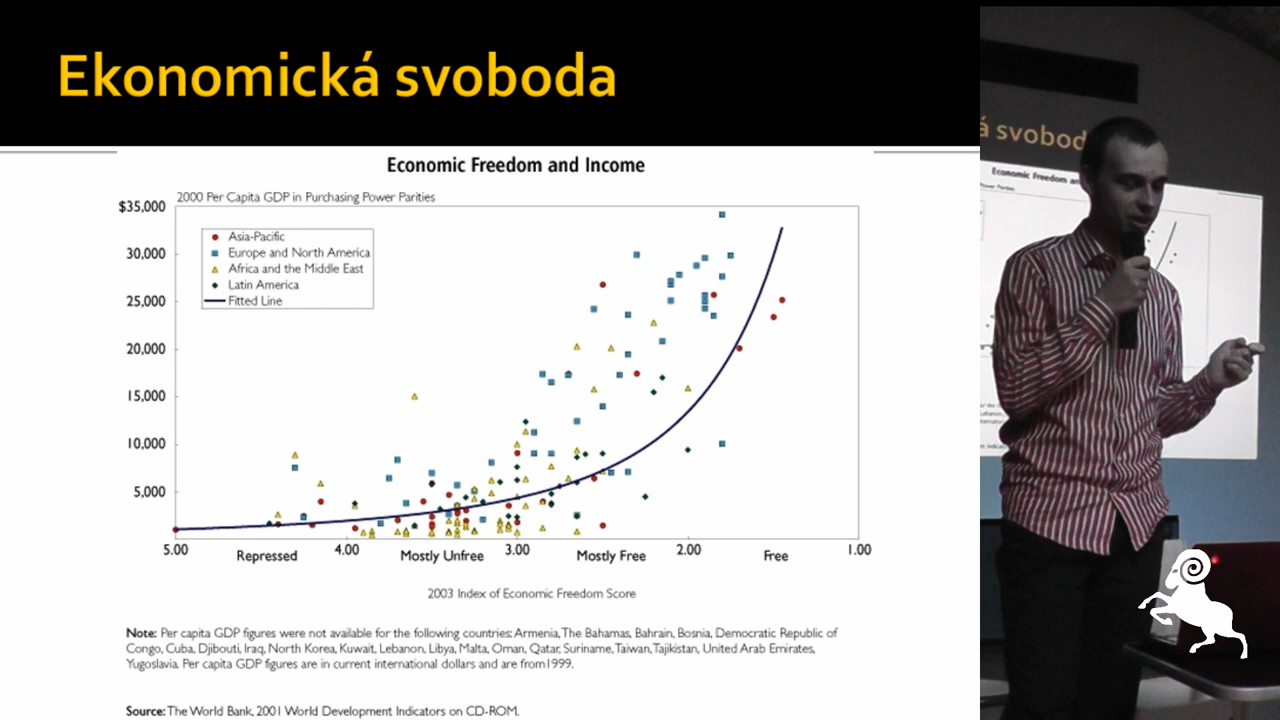 Ekonomická svoboda
Economic Freedom and Income
2000 Per Capita GDP in Purchasing Power Parities
$35,000
30,000
25,000
20,000
15,000
10,000
5,000
Asia-Pacific
Europe and North America
Africa and the Middle East
Latin America
Fitted Line
5.00 4.00 3.00 2.00 1.00
Repressed Mostly Unfree Mostly Free Free
2003 Index of Economic Freedom Score
Note: Per capita GDP figures were not available for the following countries: Armenia, The Bahamas, Bahrain, Bosnia, Democratic Republic of
Congo, Cuba, Djibouti, Iraq, North Korea, Kuwait, Lebanon, Libya, Malta, Oman, Qatar, Suriname, Taiwan, Tajikistan, United Arab Emirates,
Yugoslavia. Per capita GDP figures are in current international dollars and are from1999.
Source: The World Bank, 2001 World Development Indicators on CD-ROM.
á svobod
Economic Freedom an